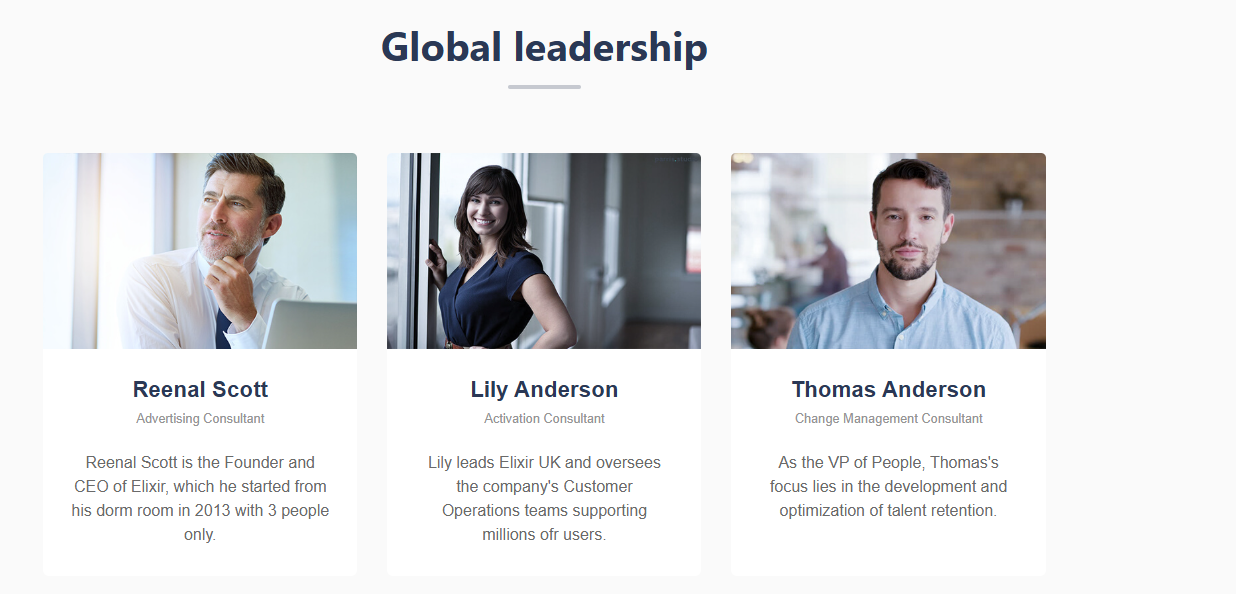 Global leadership
Reenal Scott
Advertising Consultant
Reenal Scott is the Founder and
CEO of Elixir, which he started from
his dorm room in 2013 with 3 people
only.
Lily Anderson
Activation Consultant
Lily leads Elixir UK and oversees
the company's Customer
Operations teams supporting
millions ofr users.
Thomas Anderson
Change Management Consultant
As the VP of People, Thomas's
focus lies in the development and
optimization of talent retention.